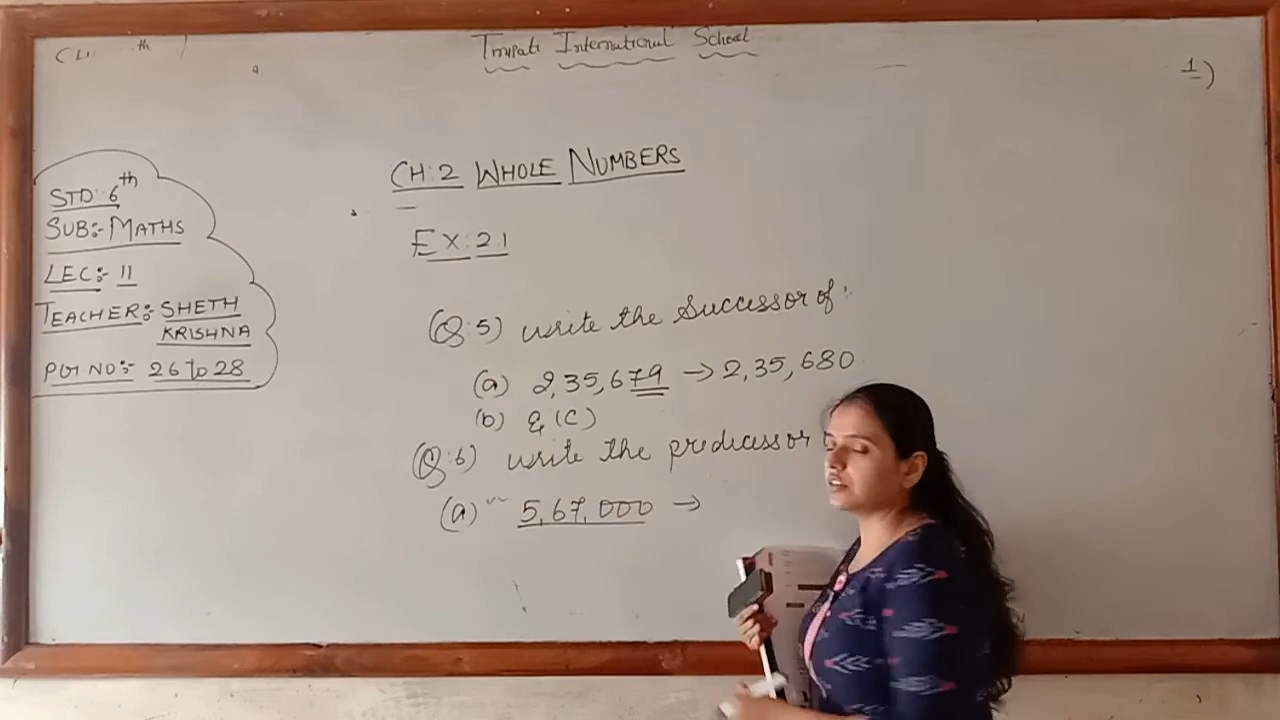 International School
1)
STD: 6th
SUB:- MATHS
LEC:- 11
TEACHER:- SHETH
KRISHNA
PG NO:- 26 to 28
CH:2 WHOLE NUMBERS
EX:2.1
(Q:5) write the Successor of:
(a) 2,35,679 → 2,35,680
(b) & (C)
(Q:6) write the predicessor
(a) 5,67,000 →